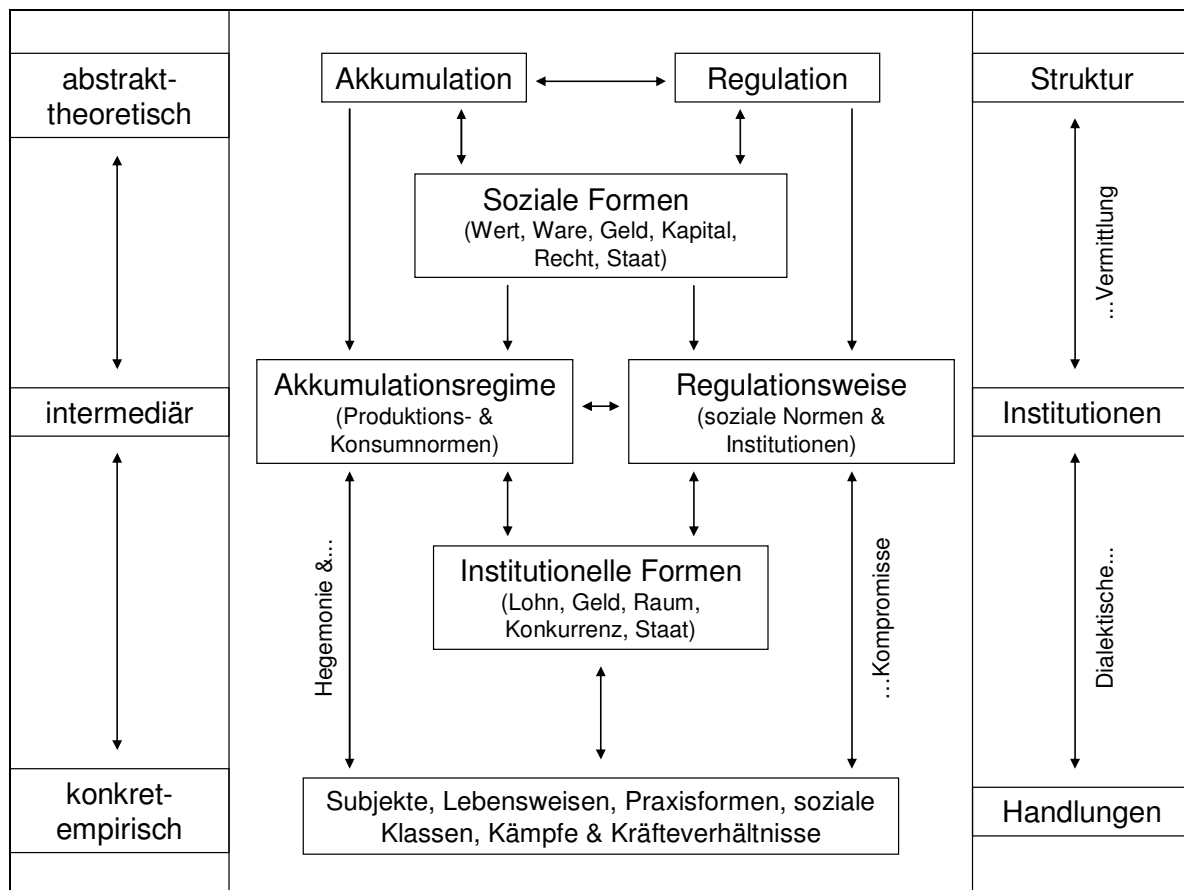 abstrakt-
theoretisch
Akkumulation
Regulation
Struktur
Soziale Formen
(Wert, Ware, Geld, Kapital,
Recht, Staat)
...Vermittlung
intermediär
Akkumulationsregime
(Produktions- &
Konsumnormen)
Regulationsweise
(soziale Normen &
Institutionen)
Institutionen
Hegemonie &...
Institutionelle Formen
(Lohn, Geld, Raum,
Konkurrenz, Staat)
...Kompromisse
Dialektische...
konkret-
empirisch
Subjekte, Lebensweisen, Praxisformen, soziale
Klassen, Kämpfe & Kräfteverhältnisse
Handlungen